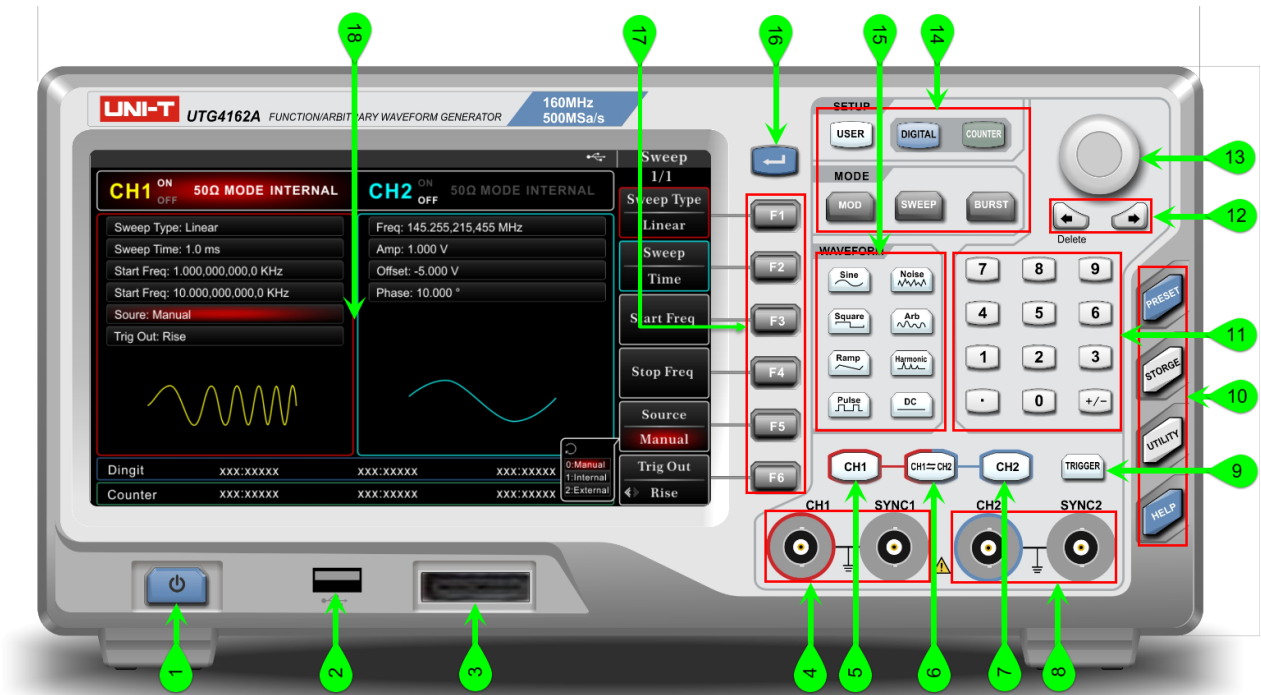 18
17
16
15
14
UNI-T UTG4162A FUNCTION/ARBITRARY WAVEFORM GENERATOR 160MHz
500MSa/s
Sweep
1/1
CH1 ON OFF 50Ω MODE INTERNAL
CH2 ON OFF 50Ω MODE INTERNAL
Sweep Type: Linear
Sweep Time: 1.0 ms
Start Freq: 1.000,000,000,0 KHz
Start Freq: 10.000,000,000,0 KHz
Soure: Manual
Trig Out: Rise
Freq: 145.255,215,455 MHz
Amp: 1.000 V
Offset: -5.000 V
Phase: 10.000 °
Sweep Type
Linear
Sweep
Time
Start Freq
Stop Freq
Source
Manual
Trig Out
Rise
0:Manual
1:Internal
2:External
Dingit xxx:xxxxx xxx:xxxxx xxx:xxxxx
Counter xxx:xxxxx xxx:xxxxx xxx:xxxxx
F1
F2
F3
F4
F5
F6
SETUP
USER DIGITAL COUNTER
MODE
MOD SWEEP BURST
13
12
Delete
WAVEFORM
Sine Noise
Square Arb
Ramp Harmonic
Pulse DC
7 8 9
4 5 6
1 2 3
· 0 +/-
11
PRESET
STORGE
UTILITY
HELP
10
CH1 CH1⇌CH2 CH2 TRIGGER
9
CH1 SYNC1 CH2 SYNC2
1
2
3
4
5
6
7
8